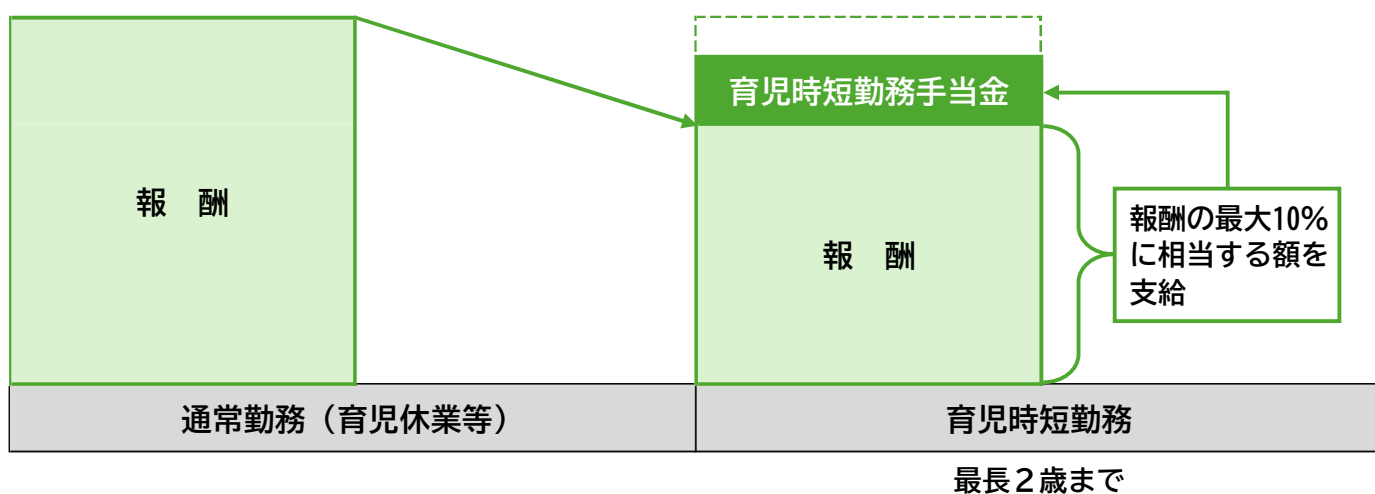 育児時短勤務手当金
報　酬
報　酬
報酬の最大10%
に相当する額を
支給
通常勤務（育児休業等）
育児時短勤務
最長２歳まで